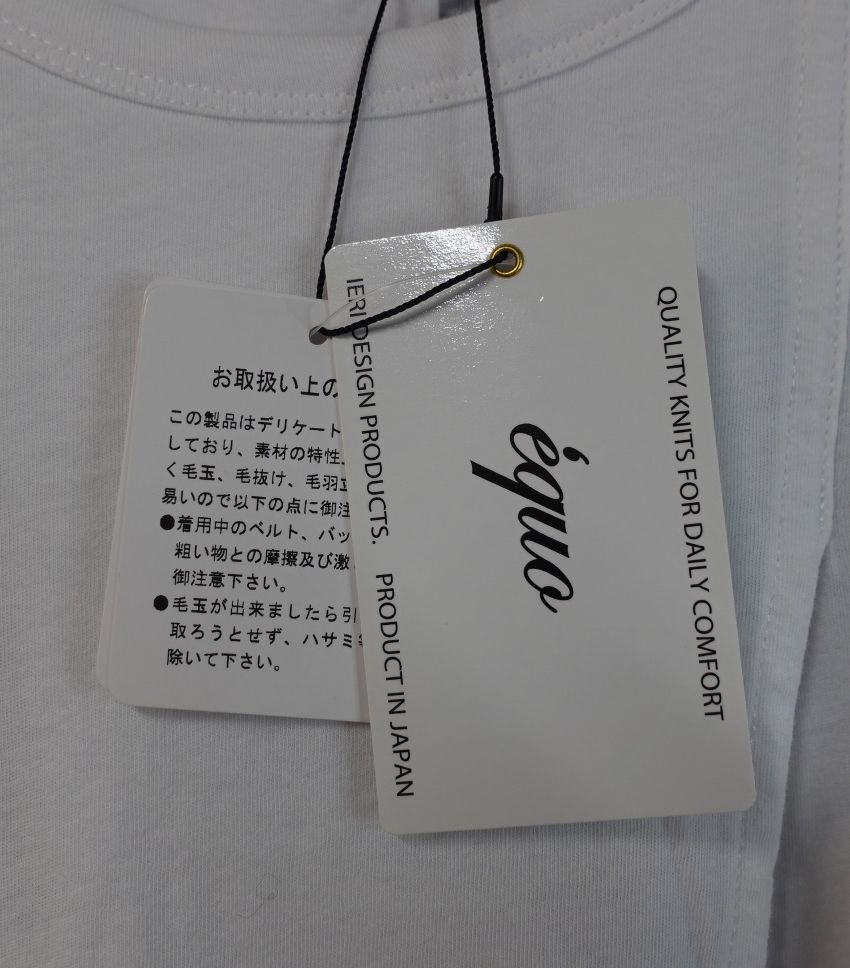 お取扱い上の
この製品はデリケート
しており、素材の特性
く毛玉、毛抜け、毛羽立
易いので以下の点に御注
●着用中のベルト、バッ
粗い物との摩擦及び激
御注意下さい。
●毛玉が出来ましたら引
取ろうとせず、ハサミ
除いて下さい。
QUALITY KNITS FOR DAILY COMFORT
équo
IERI DESIGN PRODUCTS. PRODUCT IN JAPAN